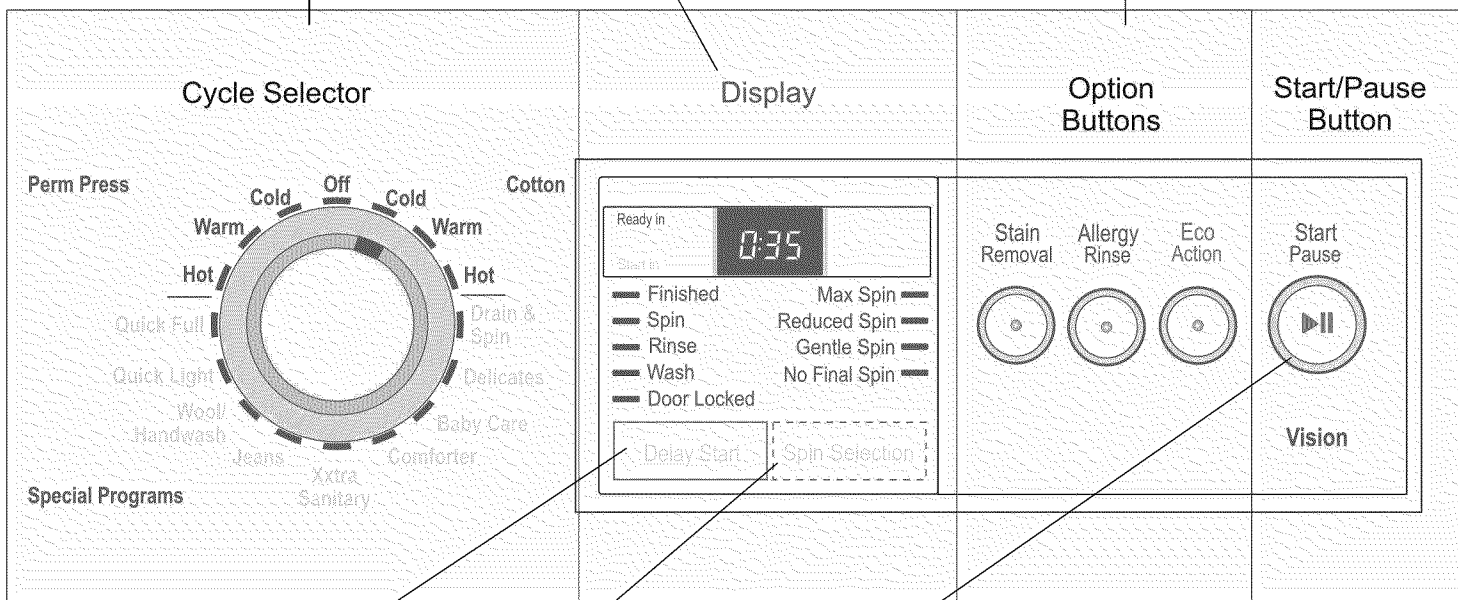 Cycle Selector
Display
Option
Buttons
Start/Pause
Button
Perm Press
Cold
Off
Cold
Cotton
Warm
Warm
Hot
Hot
Quick Full
Drain &
Spin
Quick Light
Delicates
Wool/
Handwash
Baby Care
Jeans
Comforter
Xxtra
Sanitary
Special Programs
Ready in
0:35
Start in
Finished
Max Spin
Spin
Reduced Spin
Rinse
Gentle Spin
Wash
No Final Spin
Door Locked
Delay Start
Spin Selection
Stain
Removal
Allergy
Rinse
Eco
Action
Start
Pause
Vision